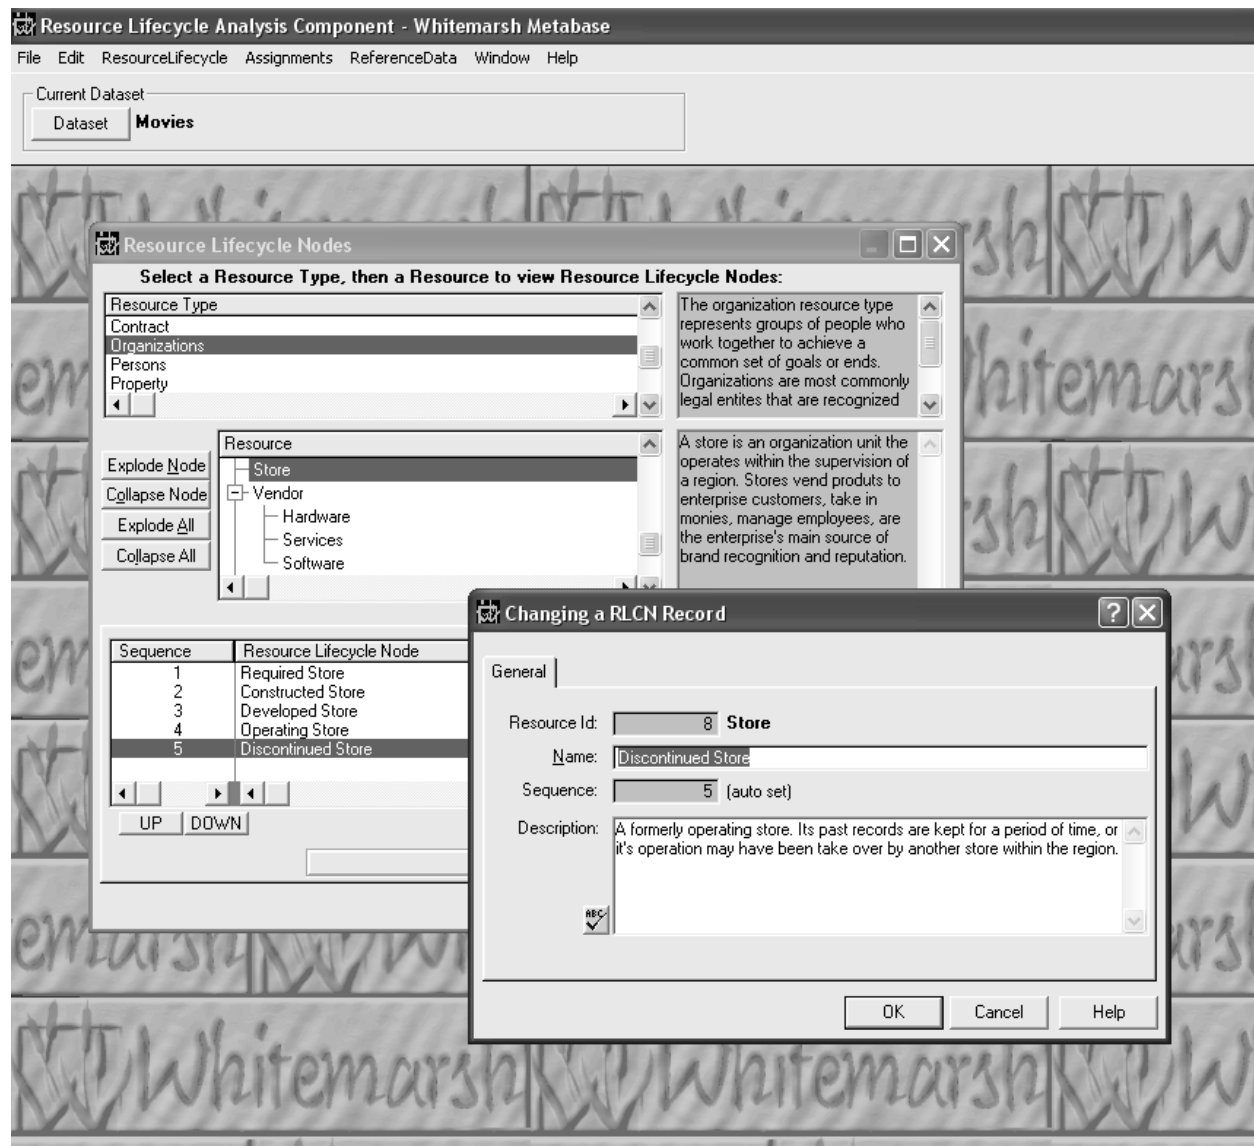 Resource Lifecycle Analysis Component - Whitemarsh Metabase
File Edit ResourceLifecycle Assignments ReferenceData Window Help
Current Dataset
Dataset Movies
Resource Lifecycle Nodes
Select a Resource Type, then a Resource to view Resource Lifecycle Nodes:
Resource Type
Contract
Organizations
Persons
Property
The organization resource type
represents groups of people who
work together to achieve a
common set of goals or ends.
Organizations are most commonly
legal entites that are recognized
Explode Node
Collapse Node
Explode All
Collapse All
Resource
Store
Vendor
Hardware
Services
Software
A store is an organization unit the
operates within the supervision of
a region. Stores vend produts to
enterprise customers, take in
monies, manage employees, are
the enterprise's main source of
brand recognition and reputation.
Sequence Resource Lifecycle Node
1 Required Store
2 Constructed Store
3 Developed Store
4 Operating Store
5 Discontinued Store
UP DOWN
Changing a RLCN Record
General
Resource Id: 8 Store
Name: Discontinued Store
Sequence: 5 (auto set)
Description: A formerly operating store. Its past records are kept for a period of time, or
it's operation may have been take over by another store within the region.
ABC
OK Cancel Help
Whitemarsh Whitemarsh